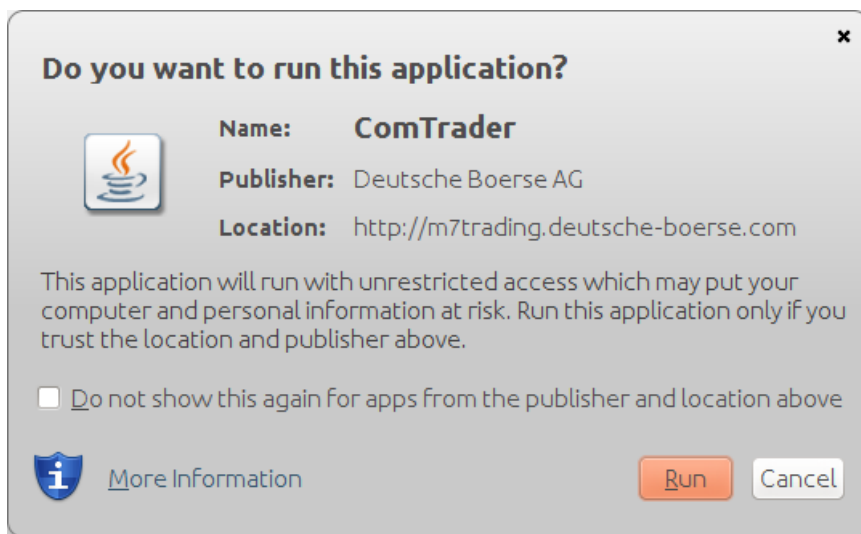 Do you want to run this application?
Name: ComTrader
Publisher: Deutsche Boerse AG
Location: http://m7trading.deutsche-boerse.com
This application will run with unrestricted access which may put your
computer and personal information at risk. Run this application only if you
trust the location and publisher above.
Do not show this again for apps from the publisher and location above
More Information
Run Cancel